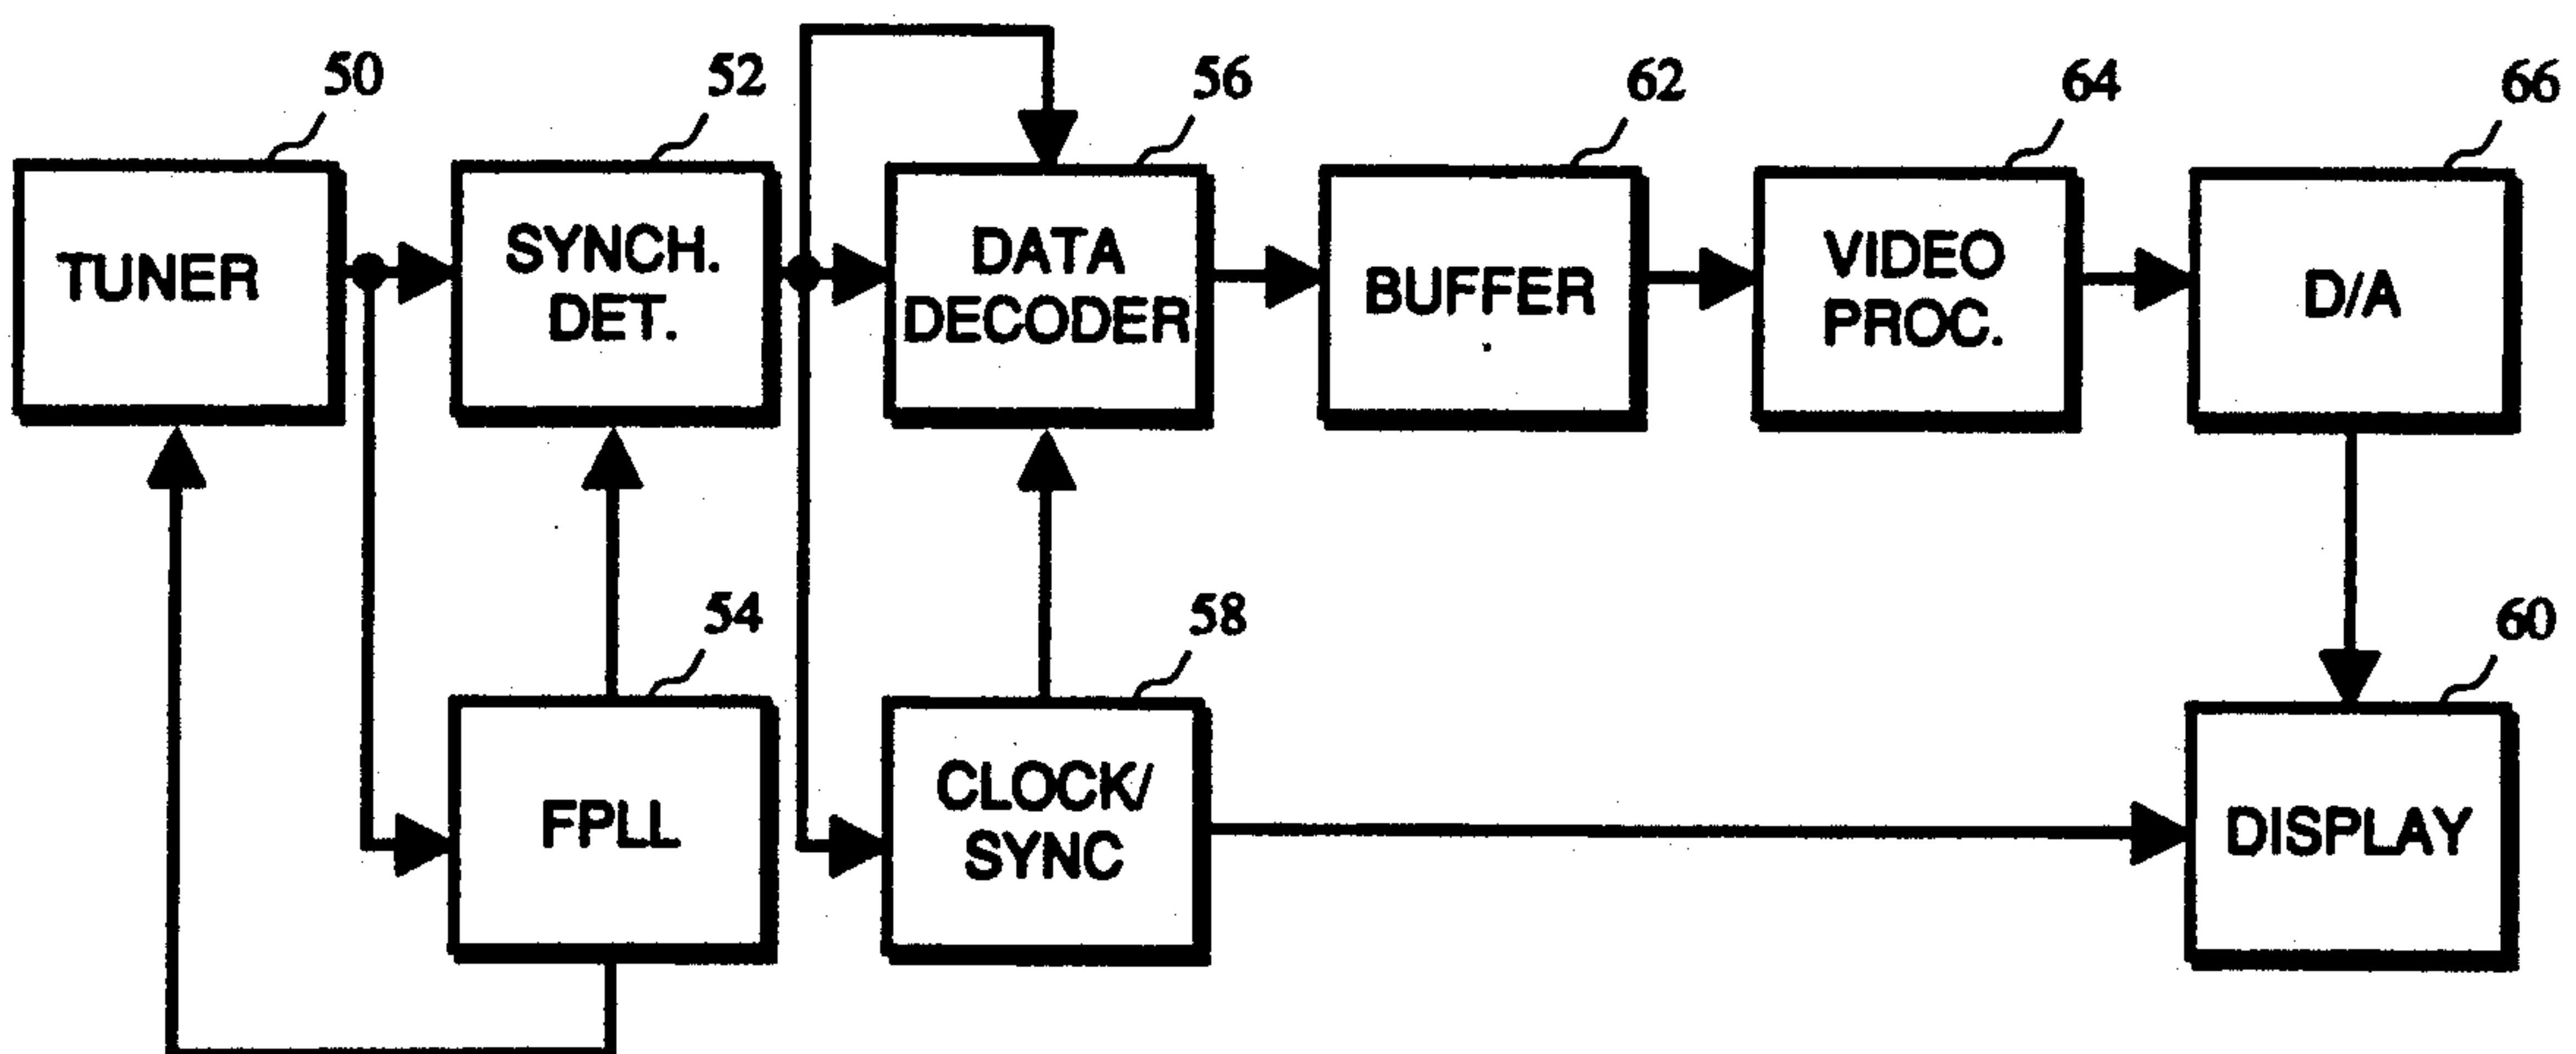 50
52
56
62
64
66
TUNER
SYNCH.
DET.
DATA
DECODER
BUFFER
VIDEO
PROC.
D/A
54
58
60
FPLL
CLOCK/
SYNC
DISPLAY